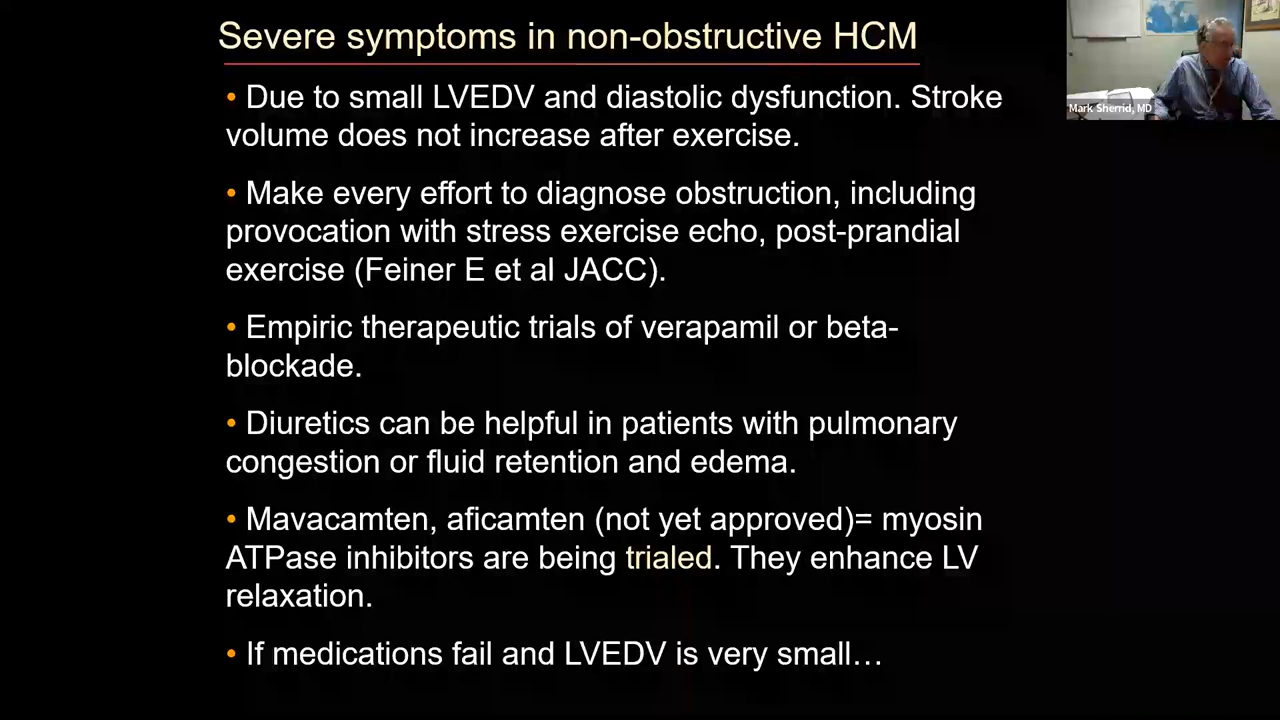 Severe symptoms in non-obstructive HCM
• Due to small LVEDV and diastolic dysfunction. Stroke
volume does not increase after exercise.
• Make every effort to diagnose obstruction, including
provocation with stress exercise echo, post-prandial
exercise (Feiner E et al JACC).
• Empiric therapeutic trials of verapamil or beta-
blockade.
• Diuretics can be helpful in patients with pulmonary
congestion or fluid retention and edema.
• Mavacamten, aficamten (not yet approved)= myosin
ATPase inhibitors are being trialed. They enhance LV
relaxation.
• If medications fail and LVEDV is very small…
Mark Sherrid, MD